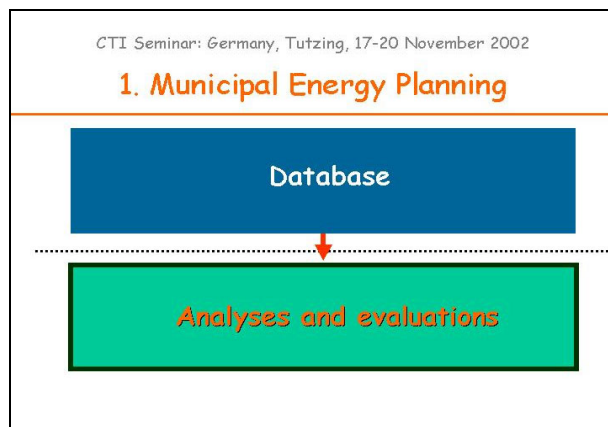 CTI Seminar: Germany, Tutzing, 17-20 November 2002
1. Municipal Energy Planning
Database
Analyses and evaluations